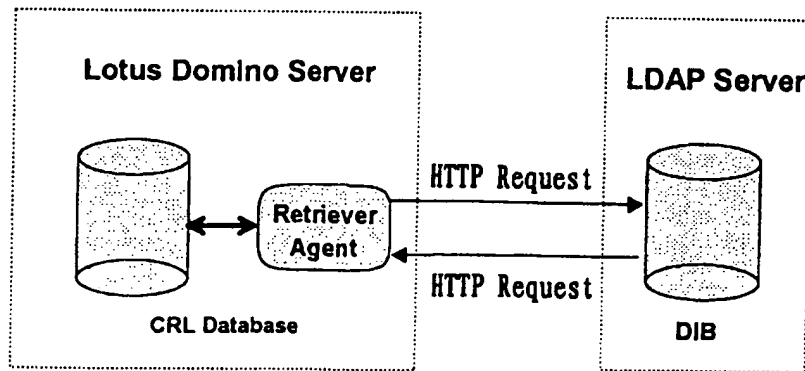 Lotus Domino Server
LDAP Server
HTTP Request
Retriever
Agent
HTTP Request
CRL Database
DIB